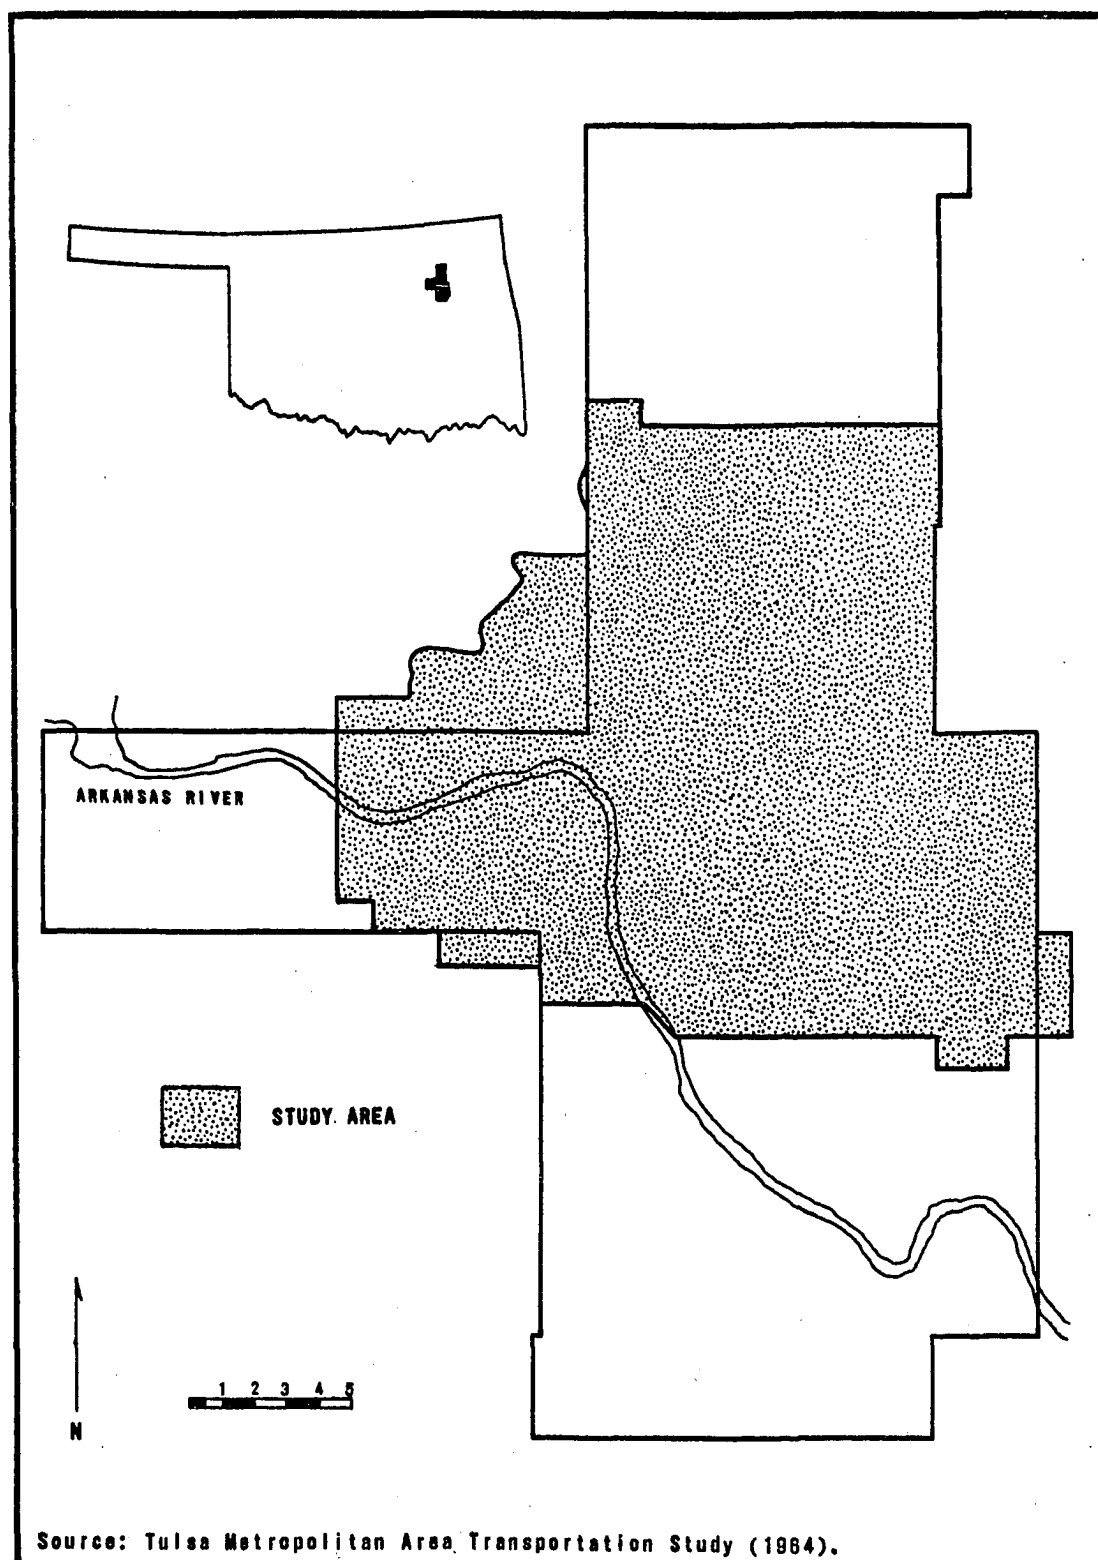 ARKANSAS RIVER
STUDY AREA
1 2 3 4 5
N
Source: Tulsa Metropolitan Area Transportation Study (1964).